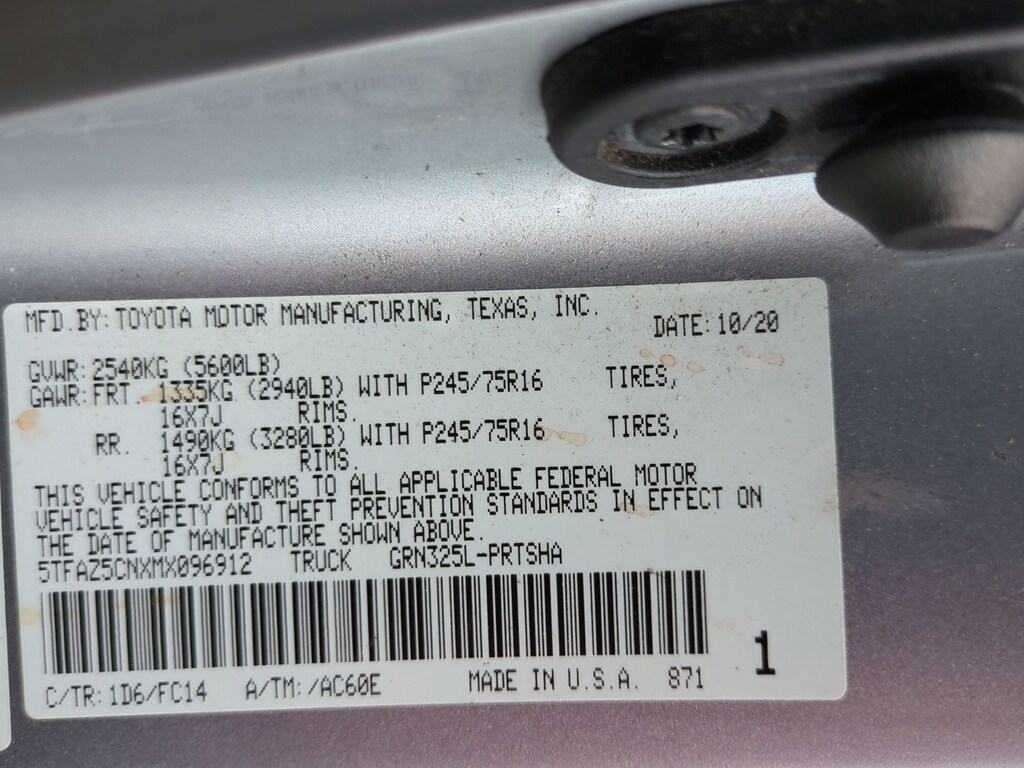 MFD. BY: TOYOTA MOTOR MANUFACTURING, TEXAS, INC.
DATE: 10/20
GVWR: 2540KG (5600LB)
GAWR: FRT. 1335KG (2940LB) WITH P245/75R16 TIRES,
16X7J RIMS.
RR. 1490KG (3280LB) WITH P245/75R16 TIRES,
16X7J RIMS.
THIS VEHICLE CONFORMS TO ALL APPLICABLE FEDERAL MOTOR
VEHICLE SAFETY AND THEFT PREVENTION STANDARDS IN EFFECT ON
THE DATE OF MANUFACTURE SHOWN ABOVE.
5TFAZ5CNXMX096912 TRUCK GRN325L-PRTSHA
1
C/TR: 1D6/FC14 A/TM: /AC60E MADE IN U.S.A. 871